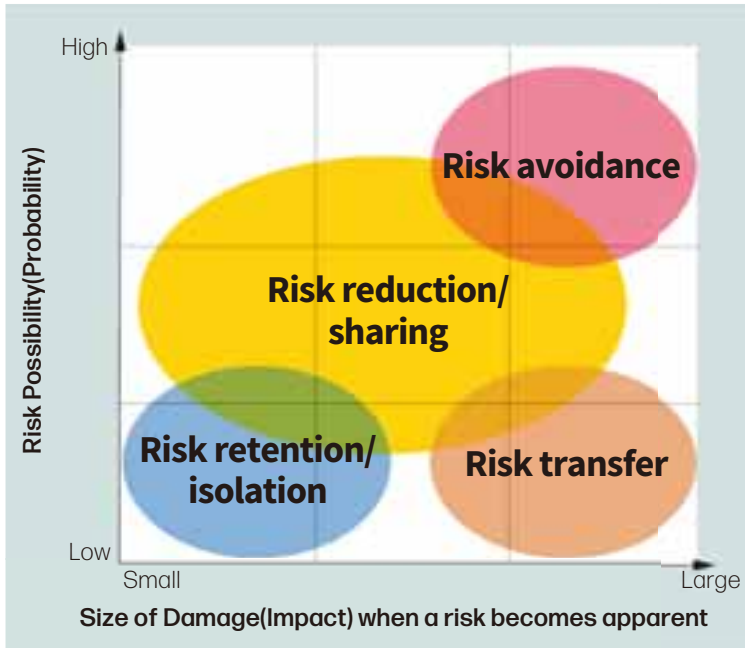 High
Risk Possibility(Probability)
Risk avoidance
Risk reduction/
sharing
Risk retention/
isolation
Risk transfer
Low
Small
Large
Size of Damage(Impact) when a risk becomes apparent